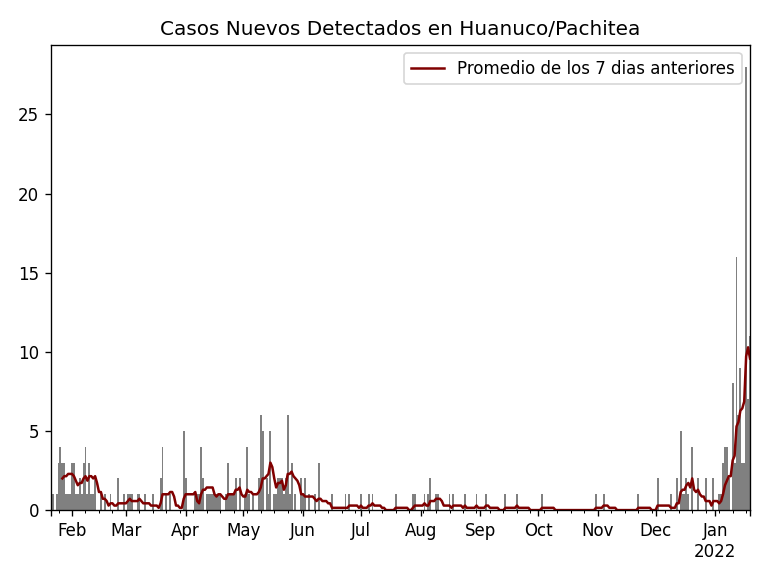 Casos Nuevos Detectados en Huanuco/Pachitea
Promedio de los 7 dias anteriores
25
20
15
10
5
0
Feb Mar Apr May Jun Jul Aug Sep Oct Nov Dec Jan
2022